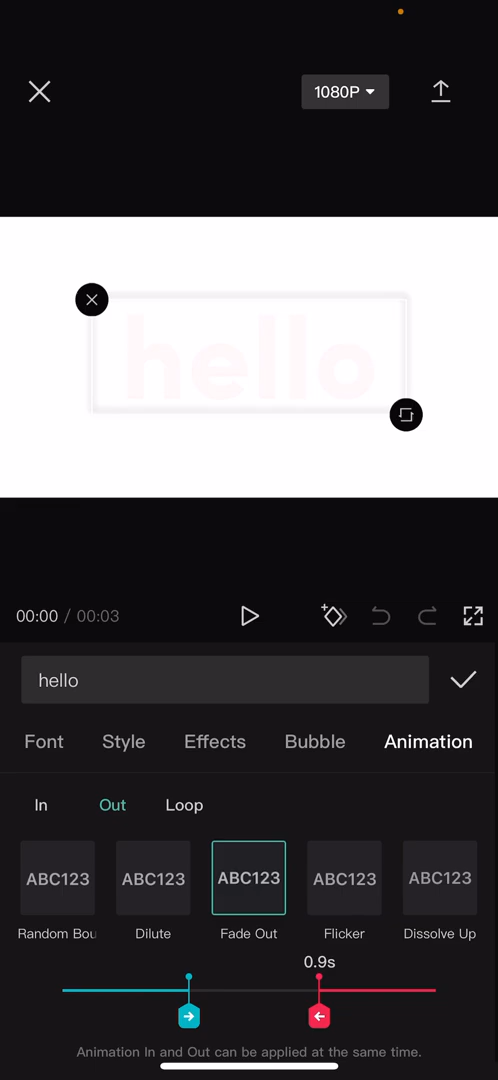 1080P
hello
00:00 / 00:03
hello
Font Style Effects Bubble Animation
In Out Loop
ABC123 ABC123 ABC123 ABC123 ABC123
Random Bou Dilute Fade Out Flicker Dissolve Up
0.9s
Animation In and Out can be applied at the same time.